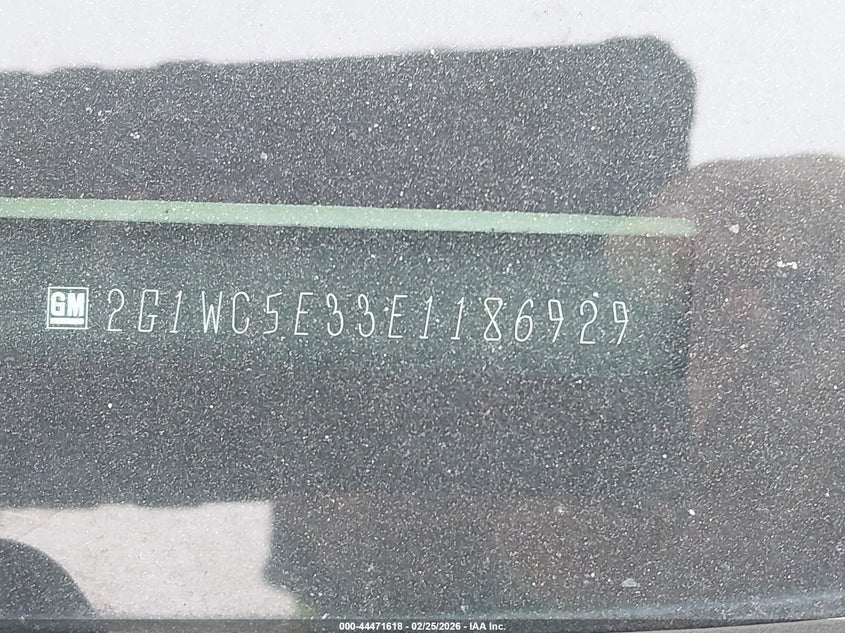 GM 2G1WC5E33E1186929
000-44471618 - 02/25/2026 - IAA Inc.